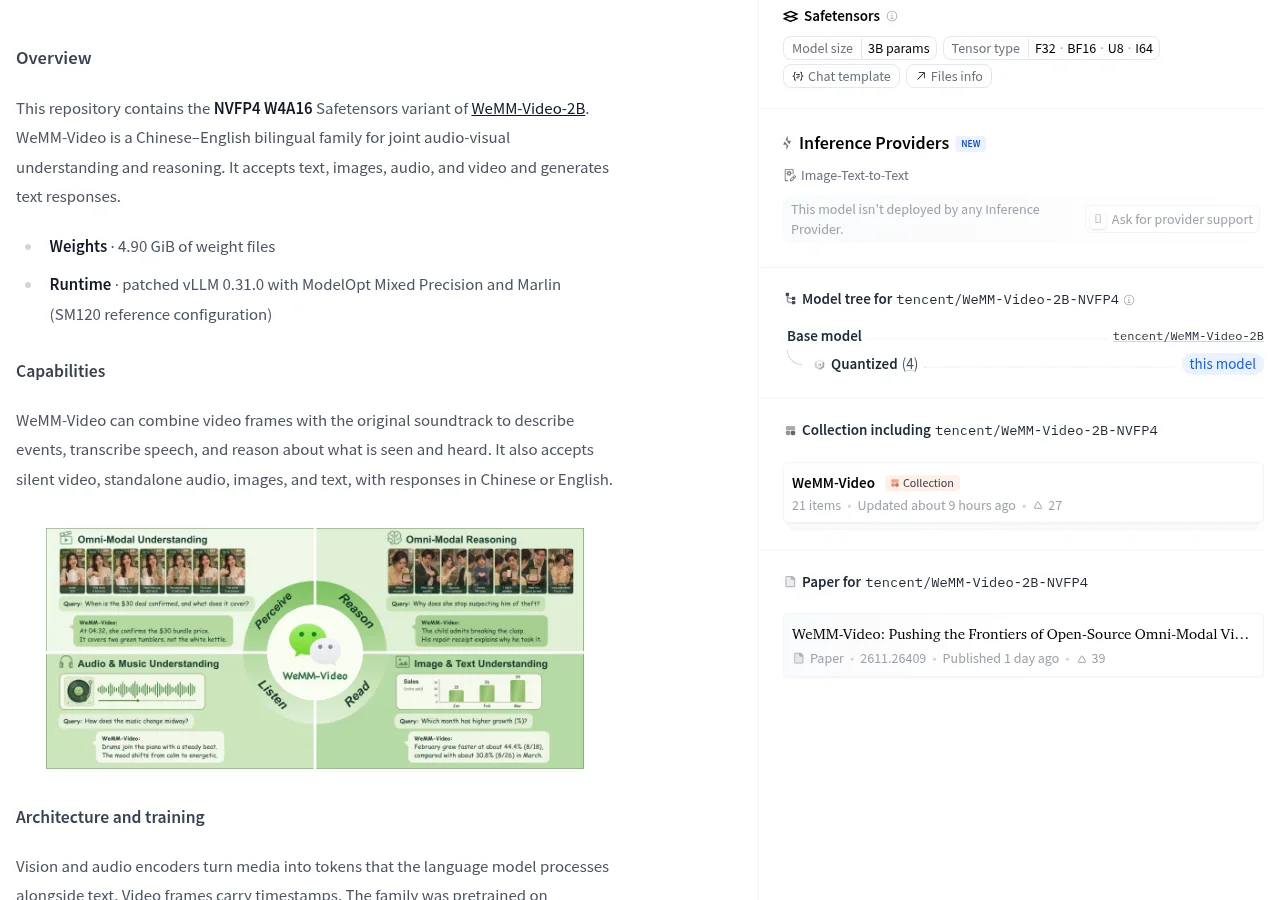 Overview
This repository contains the NVFP4 W4A16 Safetensors variant of WeMM-Video-2B.
WeMM-Video is a Chinese–English bilingual family for joint audio-visual
understanding and reasoning. It accepts text, images, audio, and video and generates
text responses.
Weights · 4.90 GiB of weight files
Runtime · patched vLLM 0.31.0 with ModelOpt Mixed Precision and Marlin
(SM120 reference configuration)
Capabilities
WeMM-Video can combine video frames with the original soundtrack to describe
events, transcribe speech, and reason about what is seen and heard. It also accepts
silent video, standalone audio, images, and text, with responses in Chinese or English.
Omni-Modal Understanding
Query: When is the $30 deal confirmed, and what does it cover?
WeMM-Video:
At 04:32, she confirms the $30 bundle price.
It covers two green tumblers, not the white kettle.
Omni-Modal Reasoning
Query: Why does she stop suspecting him of theft?
WeMM-Video:
The child admits breaking the clasp.
His repair receipt explains why he took it.
Perceive
Reason
Listen
Read
WeMM-Video
Audio & Music Understanding
Query: How does the music change midway?
WeMM-Video:
Drums join the piano with a steady beat.
The mood shifts from calm to energetic.
Image & Text Understanding
Sales
Units sold
Jan
Feb
Mar
Query: Which month has higher growth (%)?
WeMM-Video:
February grew faster at about 44.4% (8/18),
compared with about 30.8% (8/26) in March.
Architecture and training
Vision and audio encoders turn media into tokens that the language model processes
alongside text. Video frames carry timestamps. The family was pretrained on
Safetensors
Model size 3B params Tensor type F32 · BF16 · U8 · I64
Chat template Files info
Inference Providers NEW
Image-Text-to-Text
This model isn't deployed by any Inference
Provider.
Ask for provider support
Model tree for tencent/WeMM-Video-2B-NVFP4
Base model tencent/WeMM-Video-2B
Quantized (4) this model
Collection including tencent/WeMM-Video-2B-NVFP4
WeMM-Video Collection
21 items • Updated about 9 hours ago • 27
Paper for tencent/WeMM-Video-2B-NVFP4
WeMM-Video: Pushing the Frontiers of Open-Source Omni-Modal Vi…
Paper • 2611.26409 • Published 1 day ago • 39